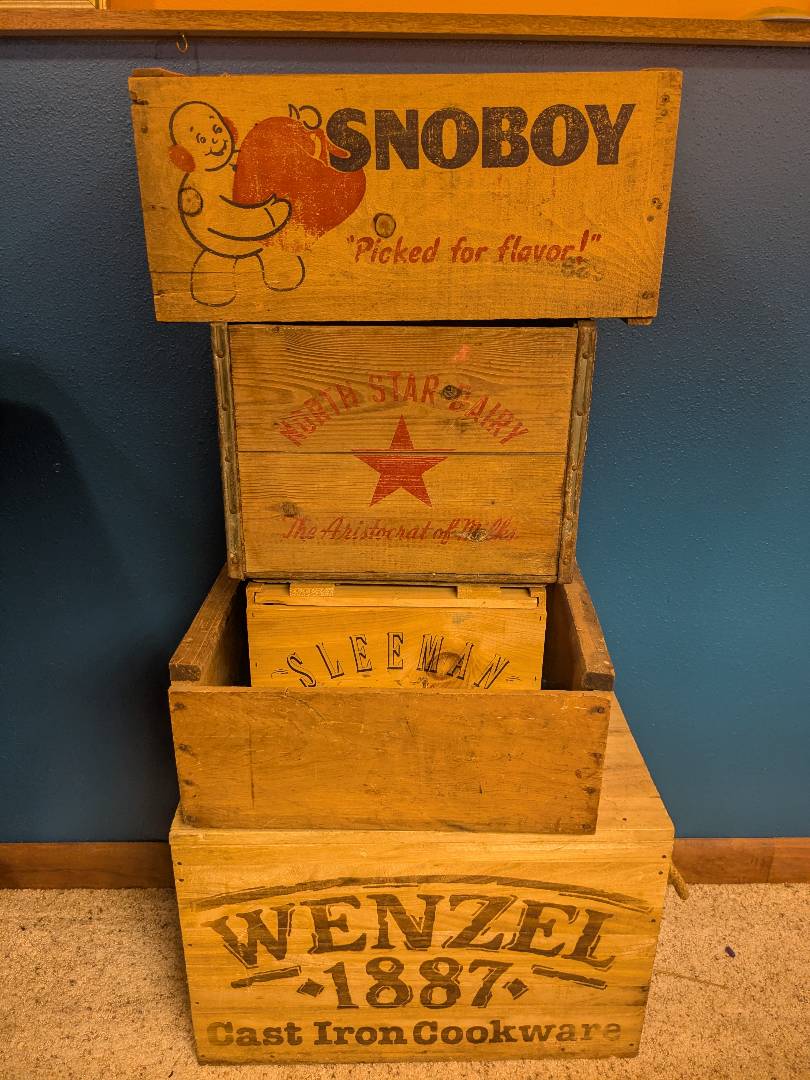 SNOBOY
"Picked for flavor!"
NORTH STAR DAIRY
The Aristocrat of Milks
SLEEMAN
WENZEL
1887
Cast Iron Cookware